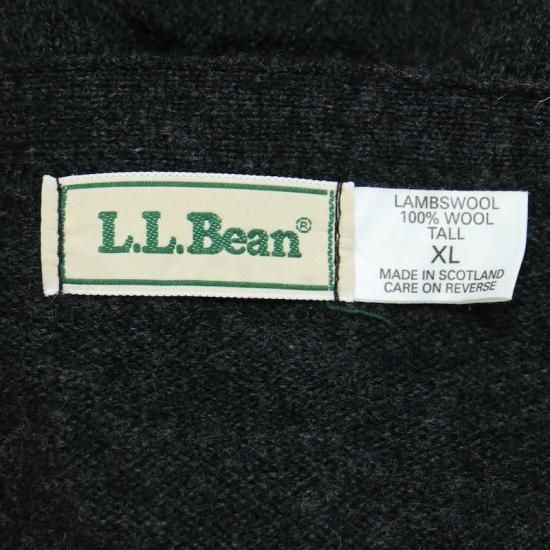 L.L.Bean®
LAMBSWOOL
100% WOOL
TALL
XL
MADE IN SCOTLAND
CARE ON REVERSE